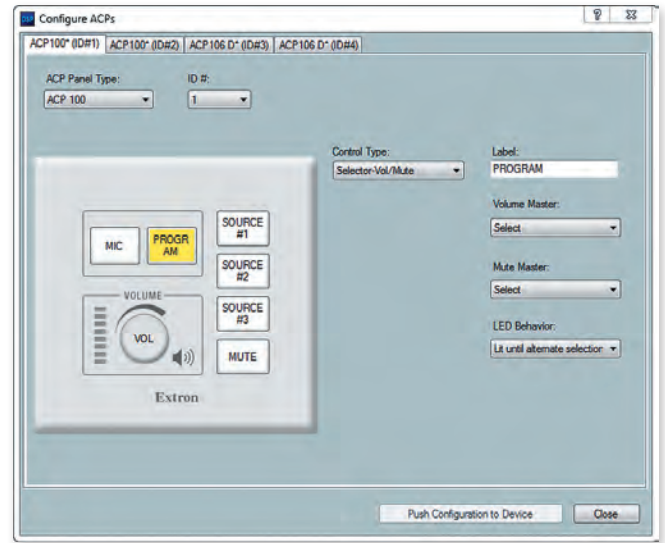 DSP Configure ACPs
ACP100* (ID#1) ACP100* (ID#2) ACP106 D* (ID#3) ACP106 D* (ID#4)
ACP Panel Type: ID #:
ACP 100 1
Control Type: Label:
Selector-Vol/Mute PROGRAM
Volume Master:
Select
Mute Master:
Select
LED Behavior:
Lit until alternate selection
MIC
PROGR
AM
SOURCE
#1
SOURCE
#2
SOURCE
#3
MUTE
VOLUME
VOL
Extron
Push Configuration to Device Close